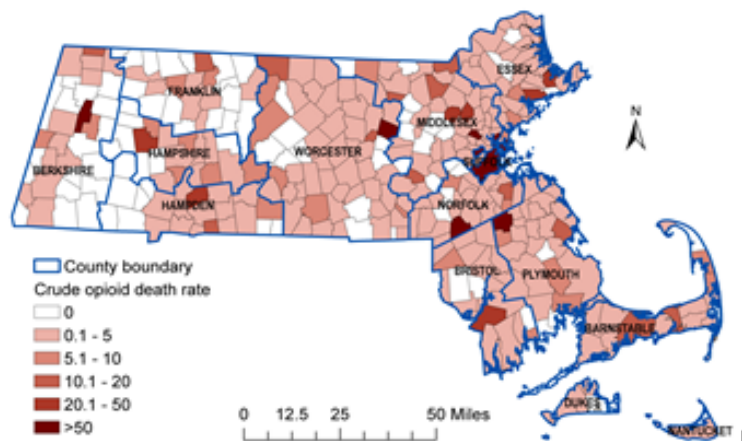 ESSEX
N
FRANKLIN
MIDDLESEX
HAMPSHIRE
WORCESTER
SUFFOLK
BERKSHIRE
HAMPDEN
NORFOLK
BRISTOL
PLYMOUTH
BARNSTABLE
DUKES
NANTUCKET
County boundary
Crude opioid death rate
0
0.1 - 5
5.1 - 10
10.1 - 20
20.1 - 50
>50
0 12.5 25 50 Miles